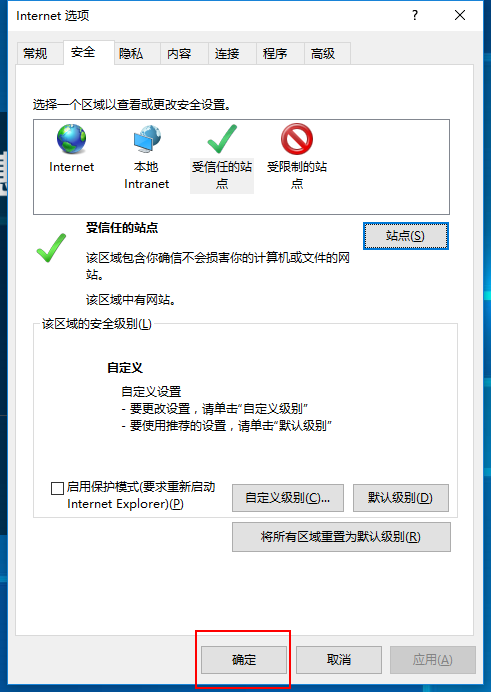 Internet 选项
?
常规 安全 隐私 内容 连接 程序 高级
选择一个区域以查看或更改安全设置。
Internet
本地
Intranet
受信任的站
点
受限制的站
点
受信任的站点
站点(S)
该区域包含你确信不会损害你的计算机或文件的网
站。
该区域中有网站。
该区域的安全级别(L)
自定义
自定义设置
- 要更改设置，请单击“自定义级别”
- 要使用推荐的设置，请单击“默认级别”
启用保护模式(要求重新启动
Internet Explorer)(P)
自定义级别(C)... 默认级别(D)
将所有区域重置为默认级别(R)
确定 取消 应用(A)